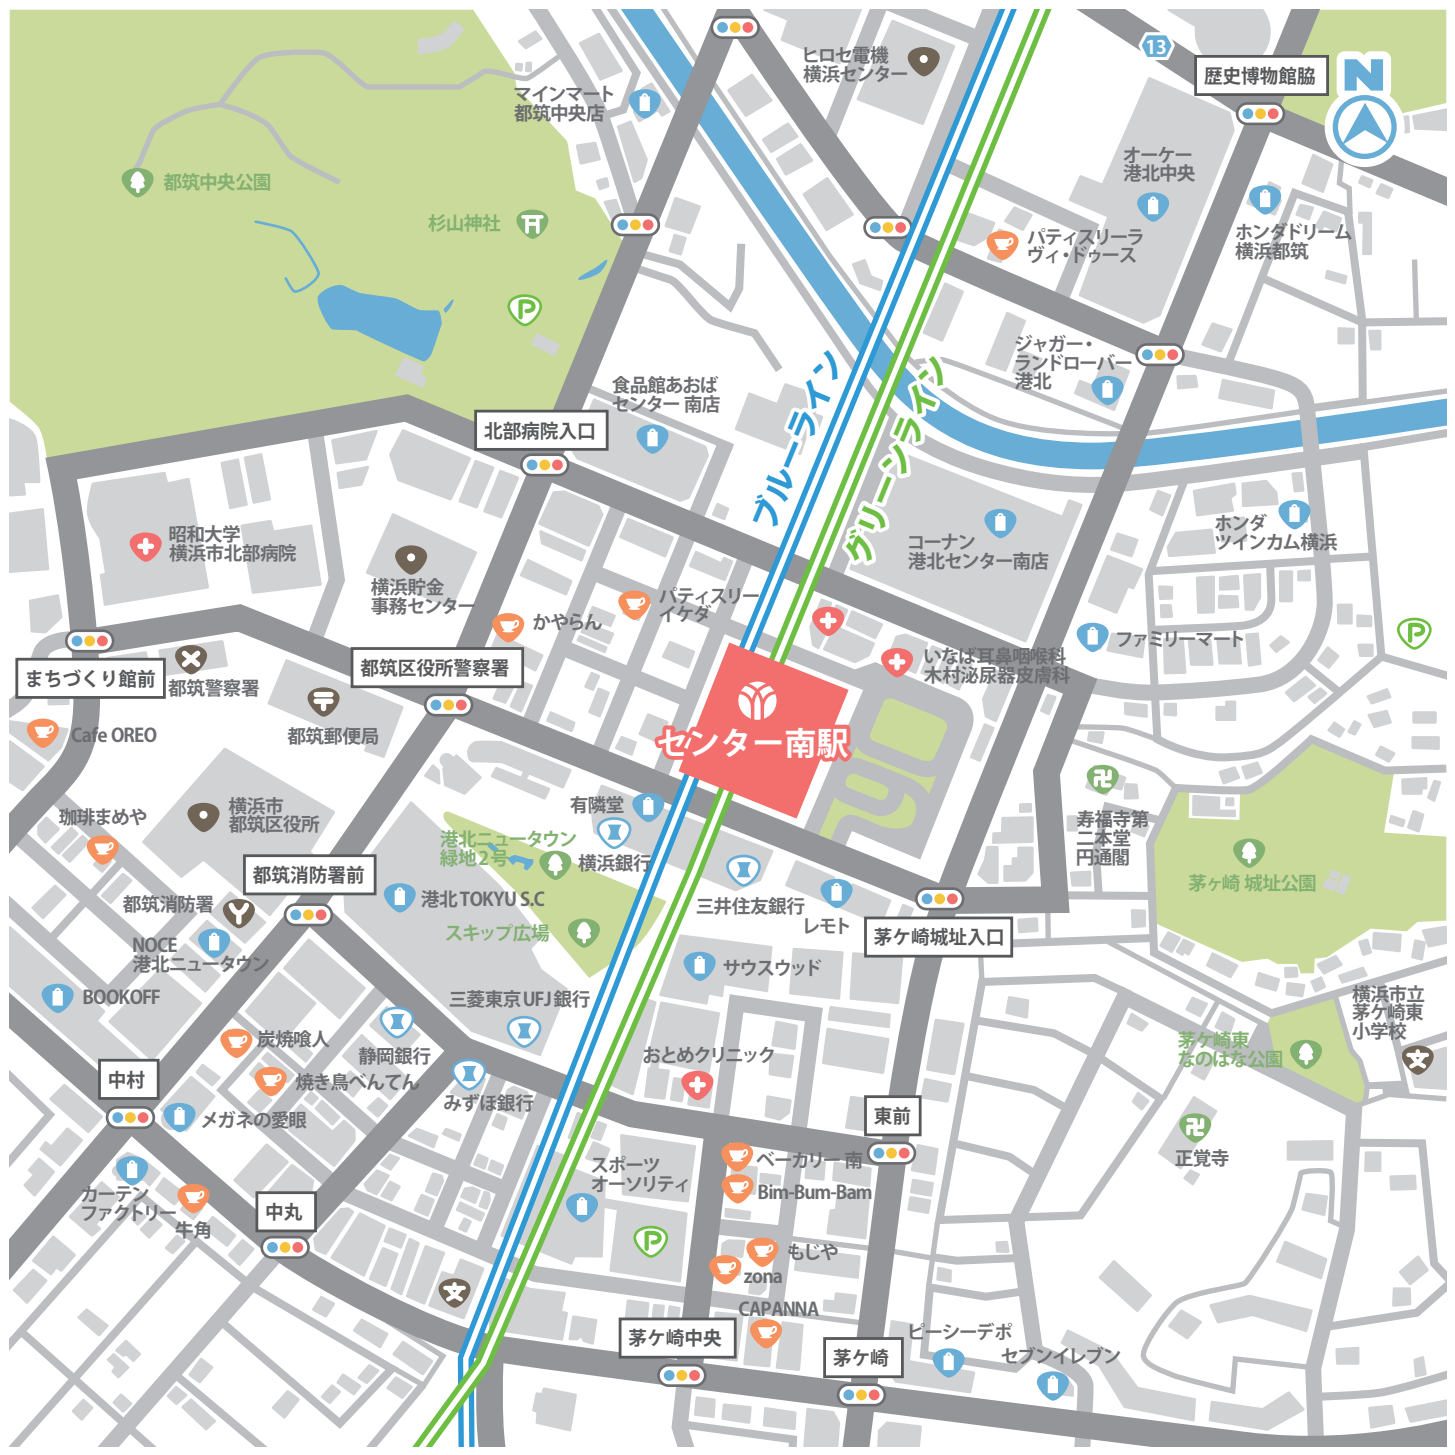 ヒロセ電機
横浜センター
13
歴史博物館脇
N
マインマート
都筑中央店
オーケー
港北中央
都筑中央公園
杉山神社
パティスリーラ
ヴィ・ドゥース
ホンダドリーム
横浜都筑
P
ジャガー・
ランドローバー
港北
食品館あおば
センター 南店
ブルーライン
グリーンライン
北部病院入口
昭和大学
横浜市北部病院
横浜貯金
事務センター
コーナン
港北センター南店
ホンダ
ツインカム横浜
パティスリー
イケダ
かやらん
ファミリーマート
P
いなば耳鼻咽喉科
木村泌尿器皮膚科
まちづくり館前
都筑警察署
都筑区役所警察署
都筑郵便局
Cafe OREO
センター南駅
珈琲まめや
横浜市
都筑区役所
有隣堂
横浜銀行
港北ニュータウン
緑地2号
寿福寺第
二本堂
円通閣
茅ヶ崎 城址公園
都筑消防署前
都筑消防署
港北 TOKYU S.C
三井住友銀行
レモト
スキップ広場
茅ケ崎城址入口
NOCE
港北ニュータウン
サウスウッド
BOOKOFF
三菱東京 UFJ 銀行
横浜市立
茅ケ崎東
小学校
炭焼喰人
静岡銀行
おとめクリニック
茅ケ崎東
なのはな公園
中村
焼き鳥べんてん
みずほ銀行
東前
メガネの愛眼
ベーカリー 南
正覚寺
スポーツ
オーソリティ
Bim-Bum-Bam
カーテン
ファクトリー
牛角
中丸
P
もじや
zona
CAPANNA
茅ケ崎中央
茅ケ崎
ピーシーデポ
セブンイレブン